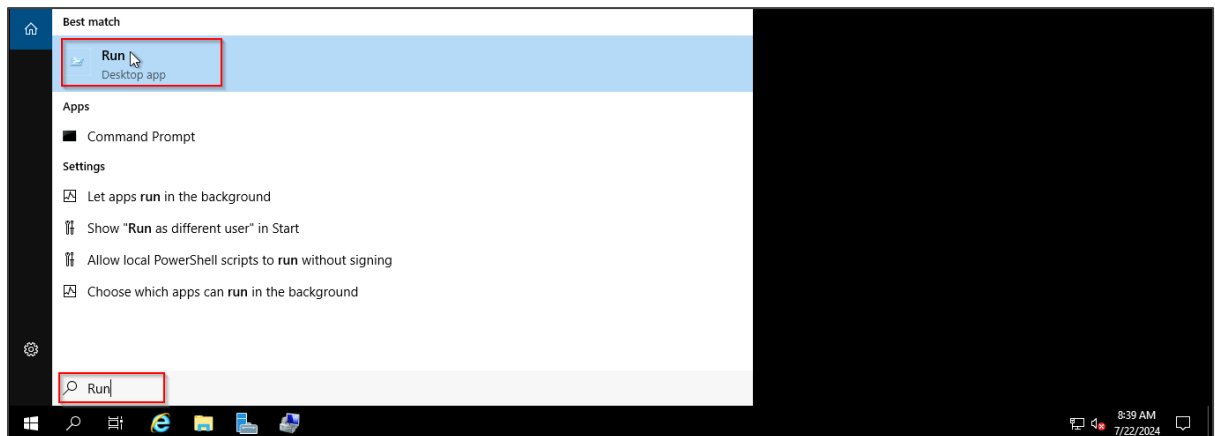 Best match
Run
Desktop app
Apps
Command Prompt
Settings
Let apps run in the background
Show "Run as different user" in Start
Allow local PowerShell scripts to run without signing
Choose which apps can run in the background
Run
8:39 AM
7/22/2024